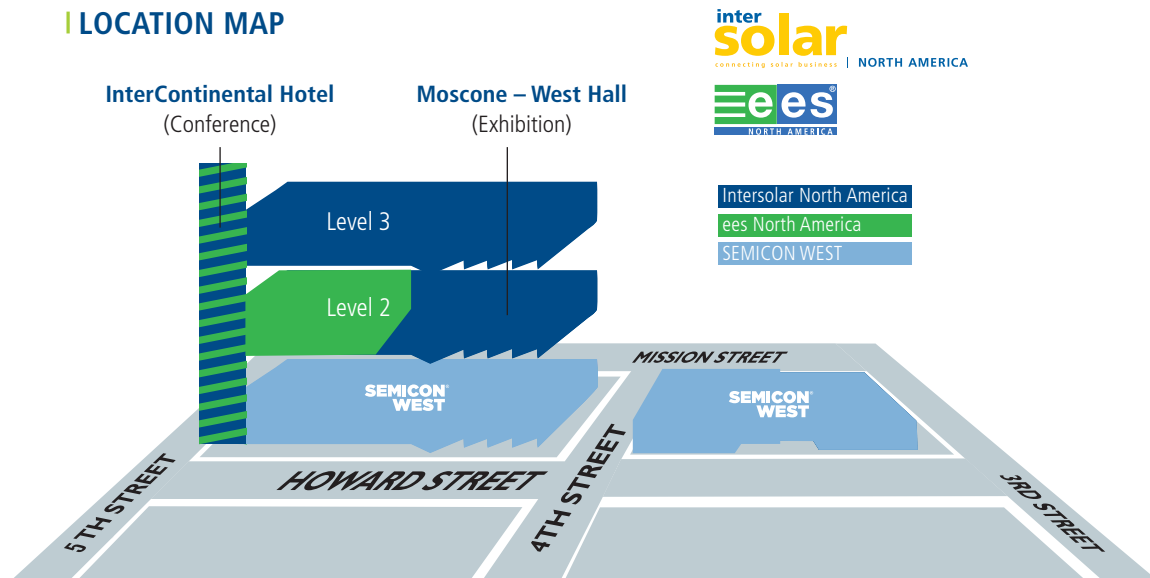 LOCATION MAP
inter
solar
connecting solar business | NORTH AMERICA
ees®
NORTH AMERICA
InterContinental Hotel
(Conference)
Moscone – West Hall
(Exhibition)
Intersolar North America
ees North America
SEMICON WEST
Level 3
Level 2
MISSION STREET
SEMICON®
WEST
SEMICON®
WEST
HOWARD STREET
5TH STREET
4TH STREET
3RD STREET